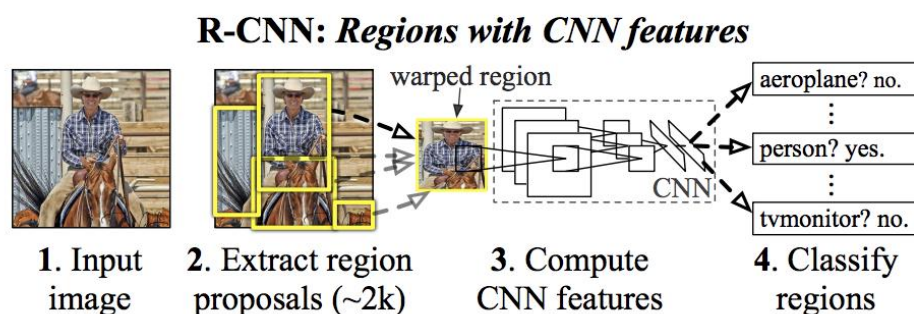 R-CNN: Regions with CNN features
warped region
aeroplane? no.
⋮
person? yes.
⋮
tvmonitor? no.
CNN
1. Input
image
2. Extract region
proposals (~2k)
3. Compute
CNN features
4. Classify
regions